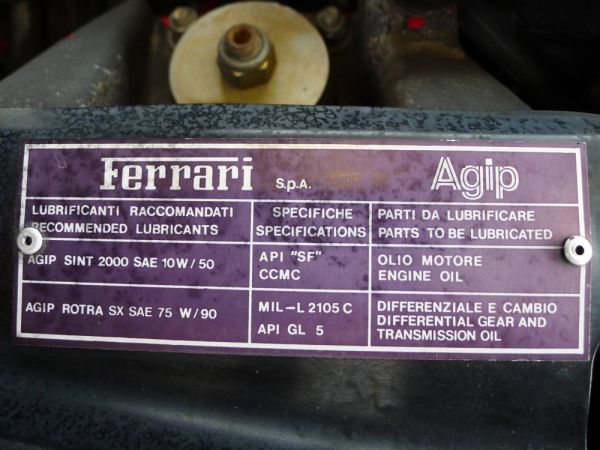 Ferrari S.p.A. Agip
LUBRIFICANTI RACCOMANDATI
RECOMMENDED LUBRICANTS
SPECIFICHE
SPECIFICATIONS
PARTI DA LUBRIFICARE
PARTS TO BE LUBRICATED
AGIP SINT 2000 SAE 10W/50
API "SF"
CCMC
OLIO MOTORE
ENGINE OIL
AGIP ROTRA SX SAE 75 W/90
MIL-L 2105 C
API GL 5
DIFFERENZIALE E CAMBIO
DIFFERENTIAL GEAR AND
TRANSMISSION OIL